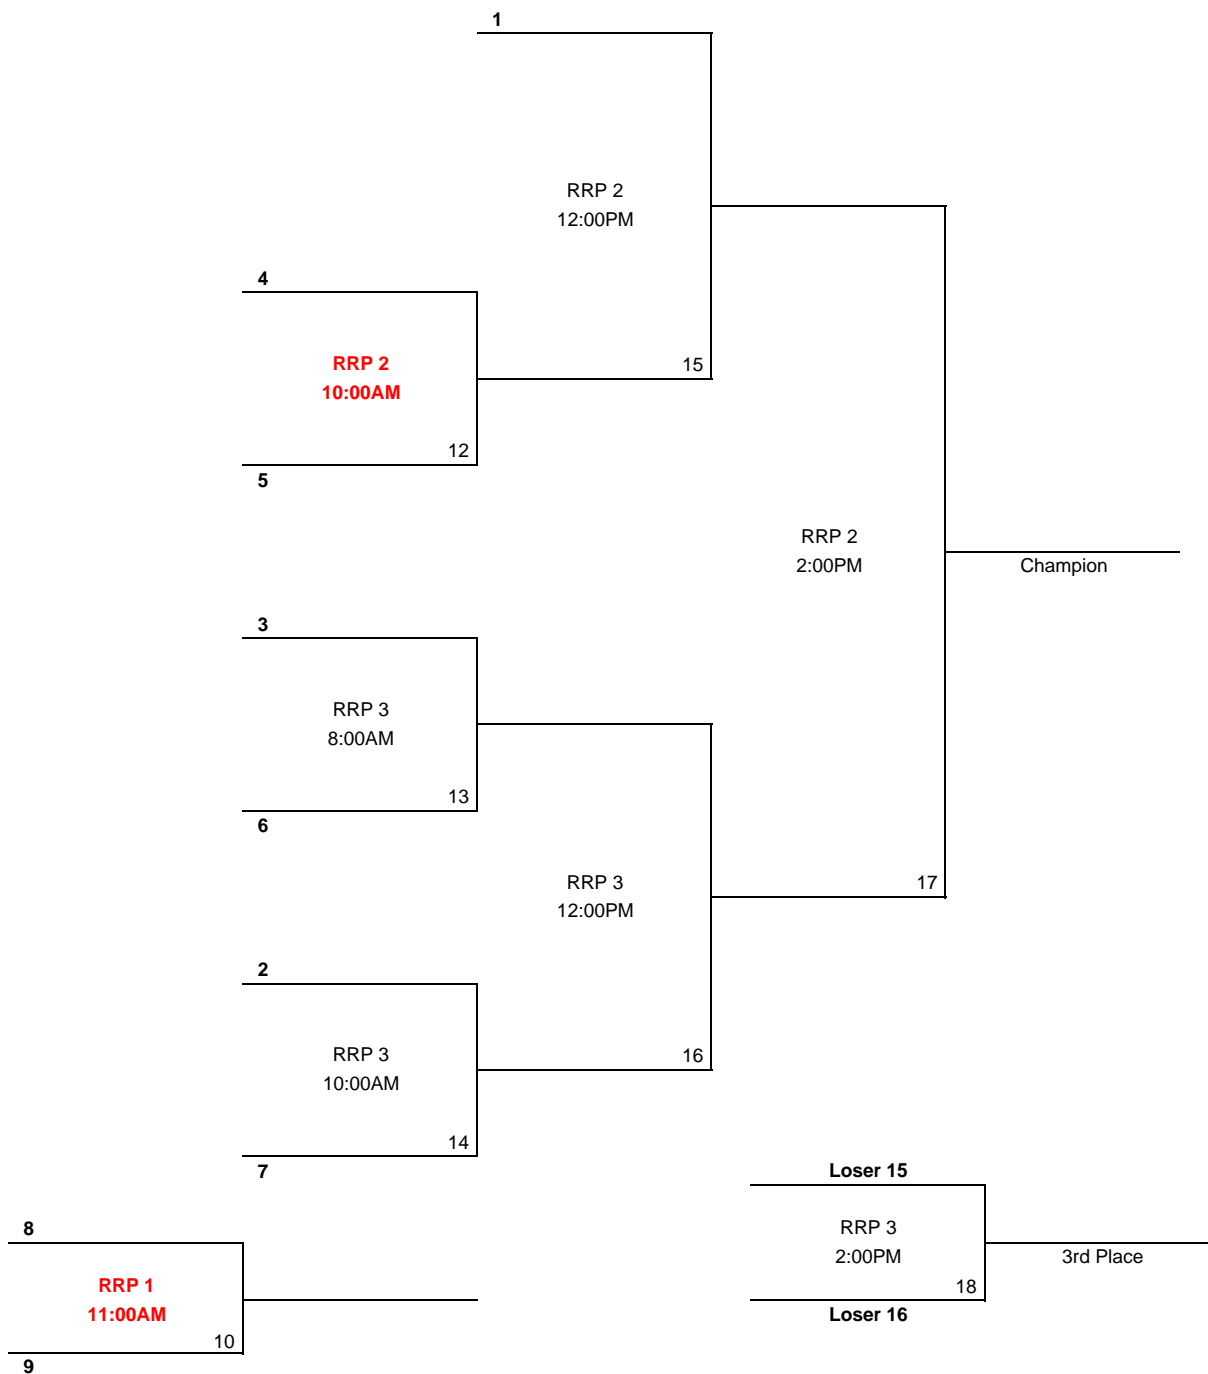 1
RRP 2
12:00PM
4
RRP 2
10:00AM
15
12
5
RRP 2
2:00PM
Champion
3
RRP 3
8:00AM
13
6
RRP 3
12:00PM
17
2
RRP 3
10:00AM
16
14
7
Loser 15
8
RRP 3
2:00PM
3rd Place
18
Loser 16
RRP 1
11:00AM
10
9